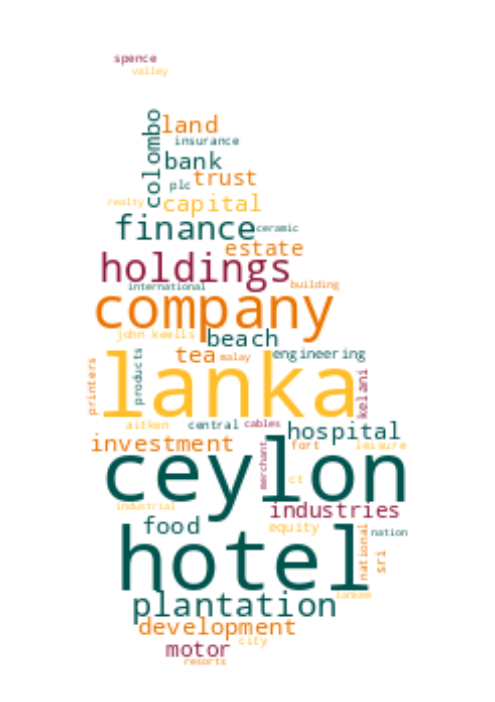 spence
valley
colombo
land
insurance
bank
plc
trust
realty
capital
finance
ceramic
estate
holdings
international
building
company
john keells
beach
tea
malay
engineering
printers
products
lanka
kelani
aitken
central
cables
hospital
investment
merchant
fort
leisure
ceylon
ct
industrial
industries
food
equity
nation
hotel
national
sri
plantation
lankem
development
city
motor
resorts